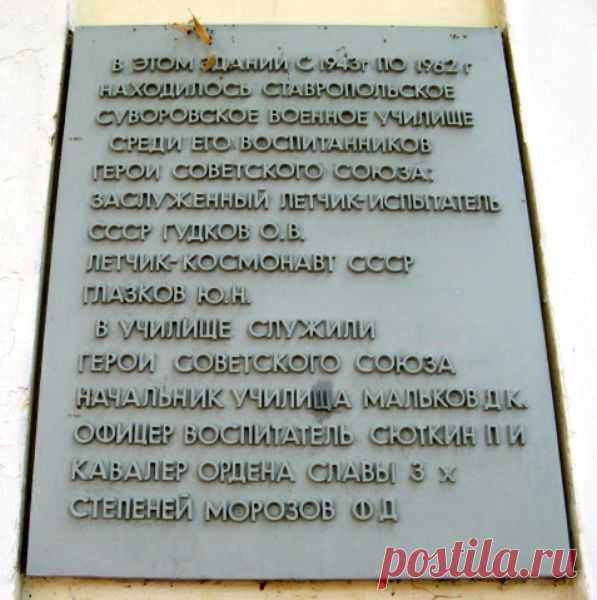 В ЭТОМ ЗДАНИИ С 1943г ПО 1962 г
НАХОДИЛОСЬ СТАВРОПОЛЬСКОЕ
СУВОРОВСКОЕ ВОЕННОЕ УЧИЛИЩЕ
СРЕДИ ЕГО ВОСПИТАННИКОВ
ГЕРОИ СОВЕТСКОГО СОЮЗА:
ЗАСЛУЖЕННЫЙ ЛЕТЧИК-ИСПЫТАТЕЛЬ
СССР ГУДКОВ О.В.
ЛЕТЧИК-КОСМОНАВТ СССР
ГЛАЗКОВ Ю.Н.
В УЧИЛИЩЕ СЛУЖИЛИ
ГЕРОИ СОВЕТСКОГО СОЮЗА
НАЧАЛЬНИК УЧИЛИЩА МАЛЬКОВ Д К.
ОФИЦЕР ВОСПИТАТЕЛЬ СЮТКИН П И
КАВАЛЕР ОРДЕНА СЛАВЫ 3 Х
СТЕПЕНЕЙ МОРОЗОВ Ф Д
postila.ru